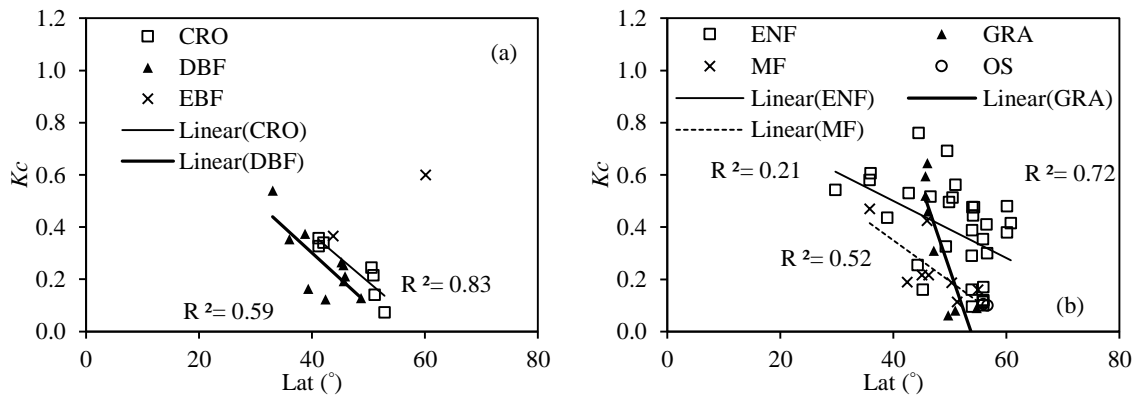 1.2
1.0
0.8
0.6
0.4
0.2
0.0
Kc
CRO
DBF
EBF
Linear(CRO)
Linear(DBF)
(a)
R ²= 0.83
R ²= 0.59
0 20 40 60 80
Lat (°)
1.2
1.0
0.8
0.6
0.4
0.2
0.0
ENF GRA
MF OS
Linear(ENF) Linear(GRA)
Linear(MF)
R ²= 0.21
R ²= 0.72
R ²= 0.52
(b)
0 20 40 60 80
Lat (°)